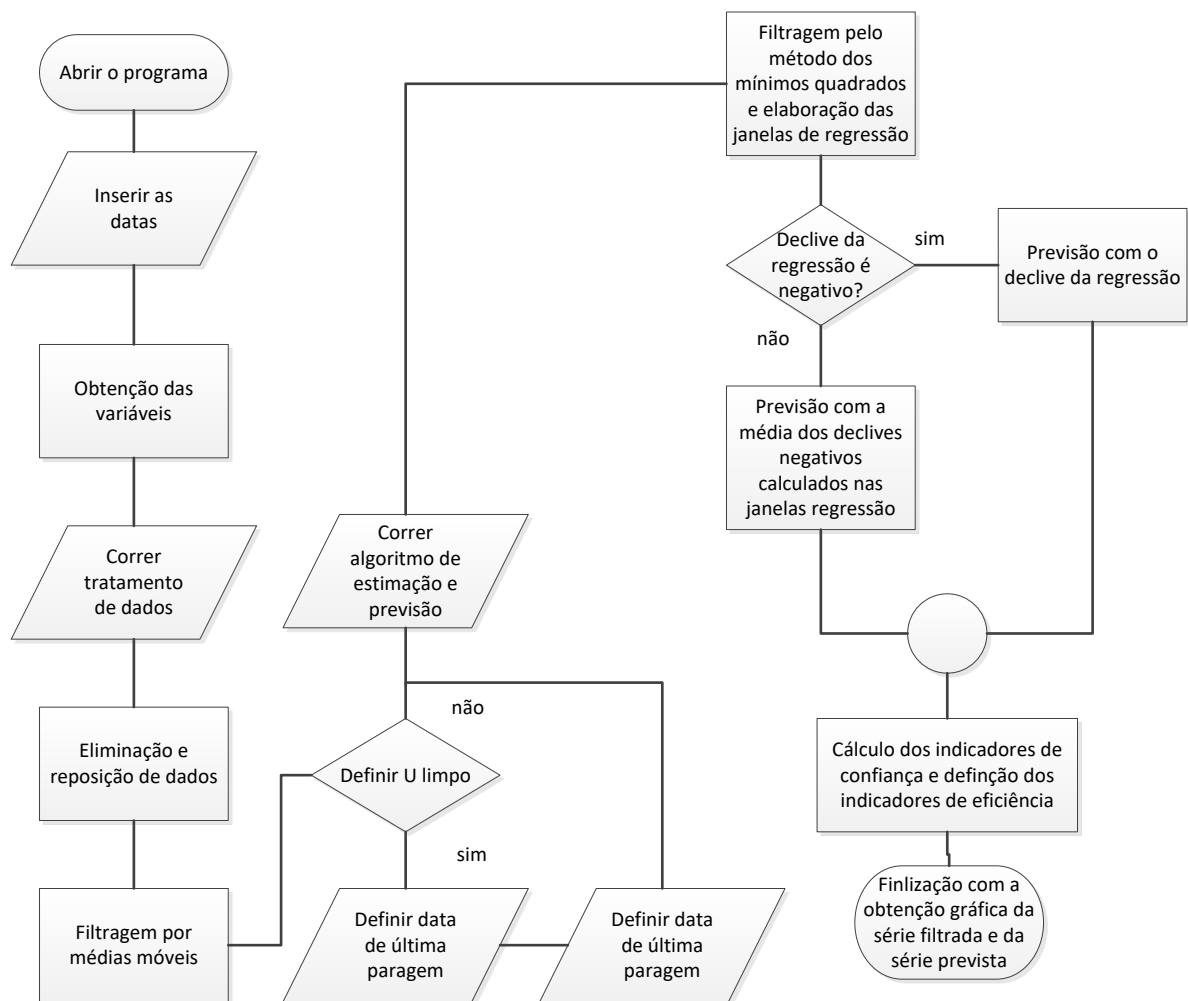 Abrir o programa
Inserir as
datas
Obtenção das
variáveis
Correr
tratamento
de dados
Eliminação e
reposição de dados
Filtragem por
médias móveis
Definir U limpo
sim
não
Definir data
de última
paragem
Definir data
de última
paragem
Correr
algoritmo de
estimação e
previsão
Filtragem pelo
método dos
mínimos quadrados
e elaboração das
janelas de regressão
Declive da
regressão é
negativo?
sim
não
Previsão com o
declive da regressão
Previsão com a
média dos declives
negativos
calculados nas
janelas regressão
Cálculo dos indicadores de
confiança e definção dos
indicadores de eficiência
Finlização com a
obtenção gráfica da
série filtrada e da
série prevista